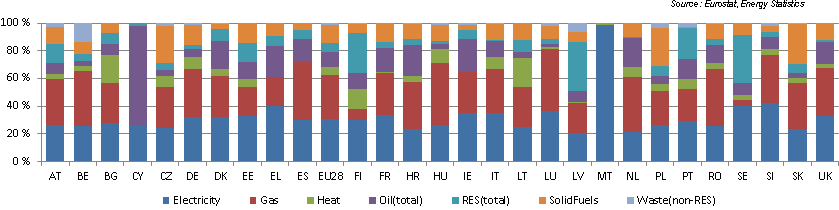 Source : Eurostat, Energy Statistics
100 %
80 %
60 %
40 %
20 %
0 %
AT BE BG CY CZ DE DK EE EL ES EU28 FI FR HR HU IE IT LT LU LV MT NL PL PT RO SE SI SK UK
Electricity Gas Heat Oil(total) RES(total) SolidFuels Waste(non-RES)